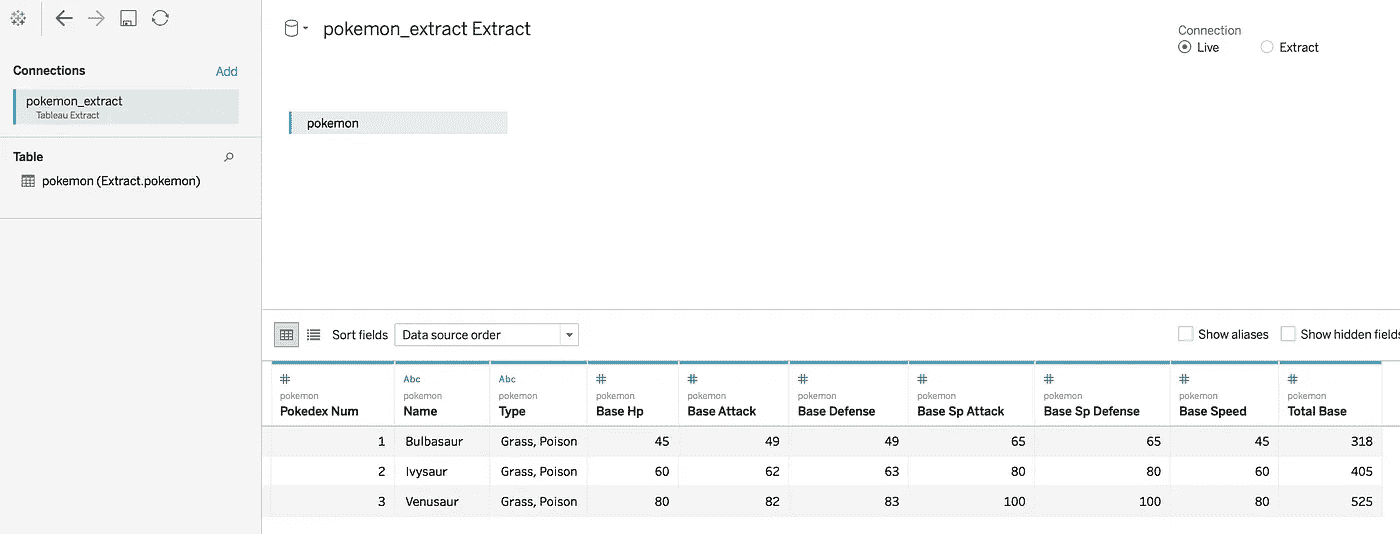 pokemon_extract Extract
Connection
Live Extract
Connections Add
pokemon_extract
Tableau Extract
pokemon
Table
pokemon (Extract.pokemon)
Sort fields Data source order Show aliases Show hidden fields
# Abc Abc # # # # # # #
pokemon pokemon pokemon pokemon pokemon pokemon pokemon pokemon pokemon pokemon
Pokedex Num Name Type Base Hp Base Attack Base Defense Base Sp Attack Base Sp Defense Base Speed Total Base
1 Bulbasaur Grass, Poison 45 49 49 65 65 45 318
2 Ivysaur Grass, Poison 60 62 63 80 80 60 405
3 Venusaur Grass, Poison 80 82 83 100 100 80 525